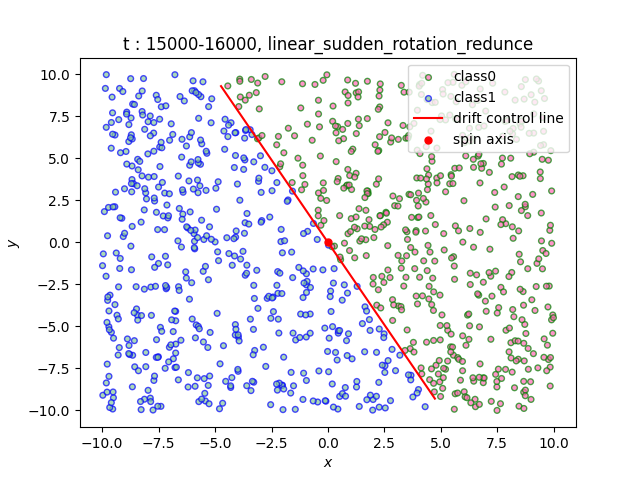 t : 15000-16000, linear_sudden_rotation_redunce
10.0
7.5
5.0
2.5
0.0
−2.5
−5.0
−7.5
−10.0
y
class0
class1
drift control line
spin axis
−10.0 −7.5 −5.0 −2.5 0.0 2.5 5.0 7.5 10.0
x